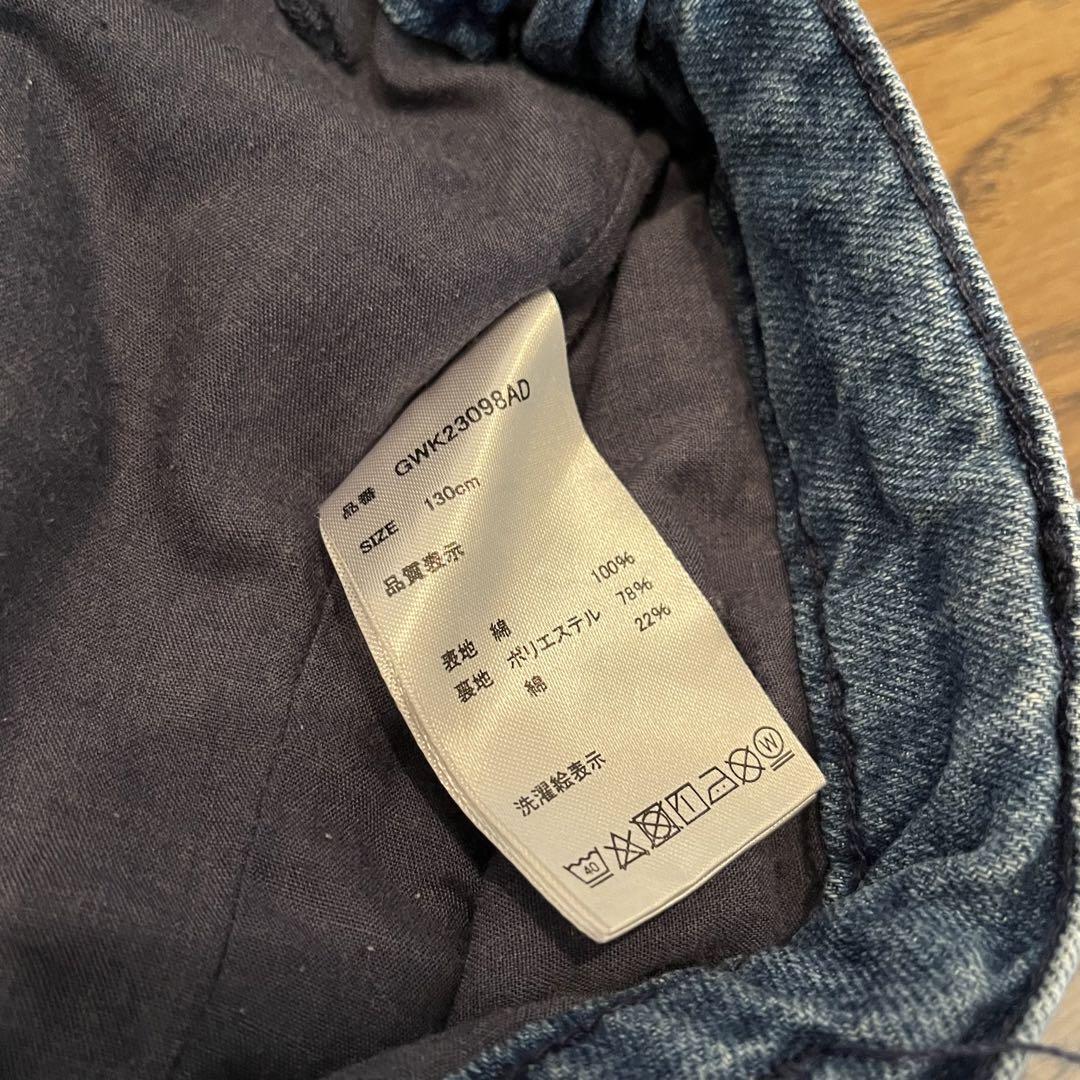 品番 GWK23098AD
SIZE 130cm
品質表示
表地 綿 100%
裏地 ポリエステル 78%
綿 22%
洗濯絵表示
40 W